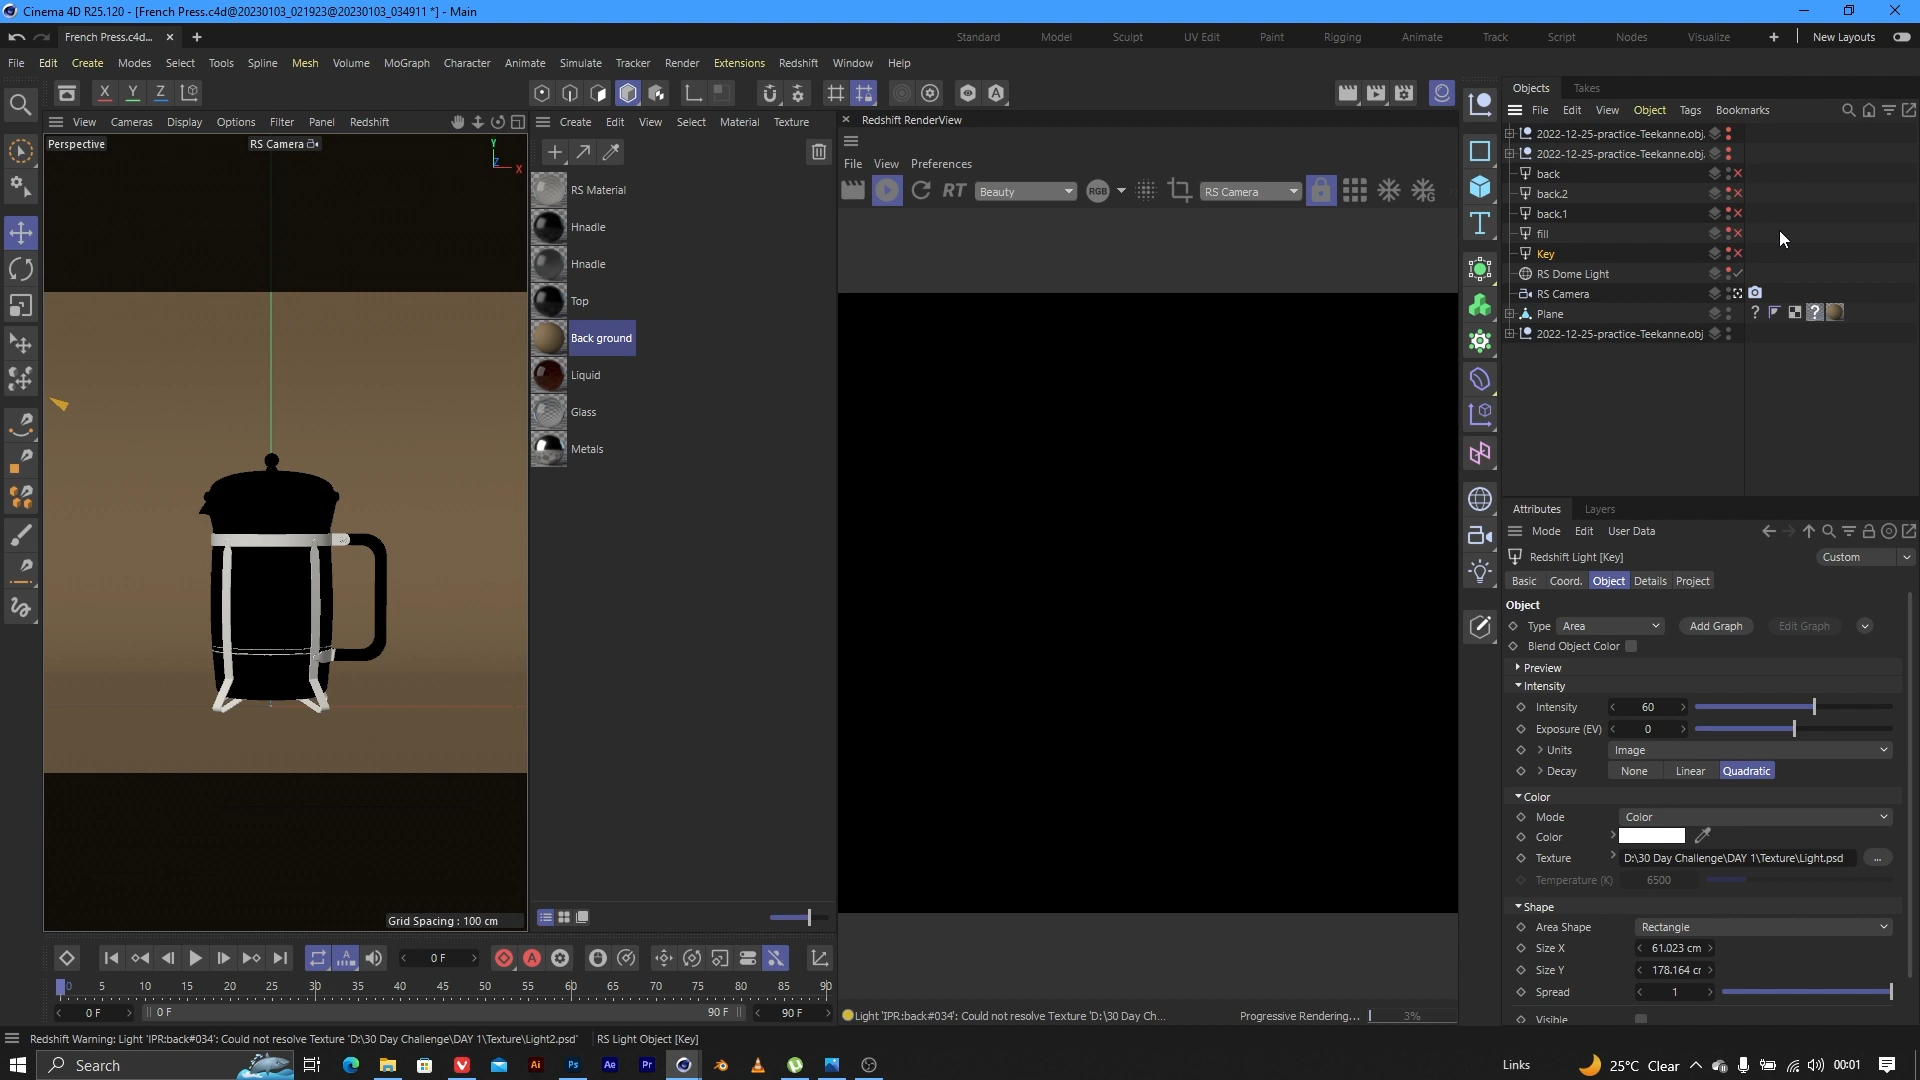 Cinema 4D R25.120 - [French Press.c4d@20230103_021923@20230103_034911 *] - Main
French Press.c4d...
Standard Model Sculpt UV Edit Paint Rigging Animate Track Script Nodes Visualize New Layouts
File Edit Create Modes Select Tools Spline Mesh Volume MoGraph Character Animate Simulate Tracker Render Extensions Redshift Window Help
X Y Z
Objects Takes
File Edit View Object Tags Bookmarks
View Cameras Display Options Filter Panel Redshift
Create Edit View Select Material Texture
Redshift RenderView
Perspective
RS Camera
Y
Z
X
File View Preferences
RT Beauty RGB RS Camera
RS Material
Hnadle
Hnadle
Top
Back ground
Liquid
Glass
Metals
2022-12-25-practice-Teekanne.obj.
2022-12-25-practice-Teekanne.obj.
back
back.2
back.1
fill
Key
RS Dome Light
RS Camera
Plane
2022-12-25-practice-Teekanne.obj
Attributes Layers
Mode Edit User Data
Redshift Light [Key]
Custom
Basic Coord. Object Details Project
Object
Type Area Add Graph Edit Graph
Blend Object Color
Preview
Intensity
Intensity 60
Exposure (EV) 0
Units Image
Decay None Linear Quadratic
Color
Mode Color
Color
Texture D:\30 Day Challenge\DAY 1\Texture\Light.psd ...
Temperature (K) 6500
Shape
Area Shape Rectangle
Size X 61.023 cm
Size Y 178.164 cr
Spread 1
Visible
Grid Spacing : 100 cm
0 F
0 5 10 15 20 25 30 35 40 45 50 55 60 65 70 75 80 85 90
0 F 0 F 90 F 90 F
Light 'IPR:back#034': Could not resolve Texture 'D:\30 Day Ch...
Progressive Rendering... 3%
Redshift Warning: Light 'IPR:back#034': Could not resolve Texture 'D:\30 Day Challenge\DAY 1\Texture\Light2.psd'
RS Light Object [Key]
Search
Ai Ps Ae Pr
Links
25°C Clear
00:01